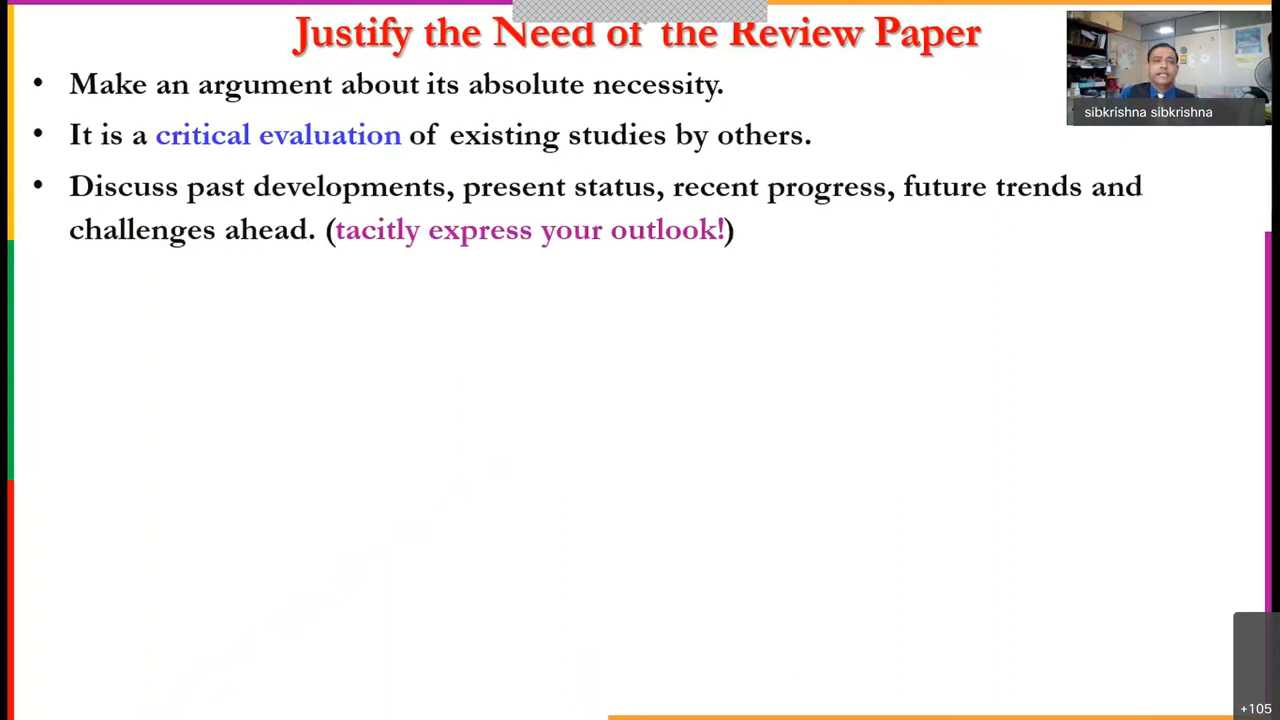 Justify the Need of the Review Paper
• Make an argument about its absolute necessity.
sibkrishna sibkrishna
• It is a critical evaluation of existing studies by others.
• Discuss past developments, present status, recent progress, future trends and
challenges ahead. (tacitly express your outlook!)
+105